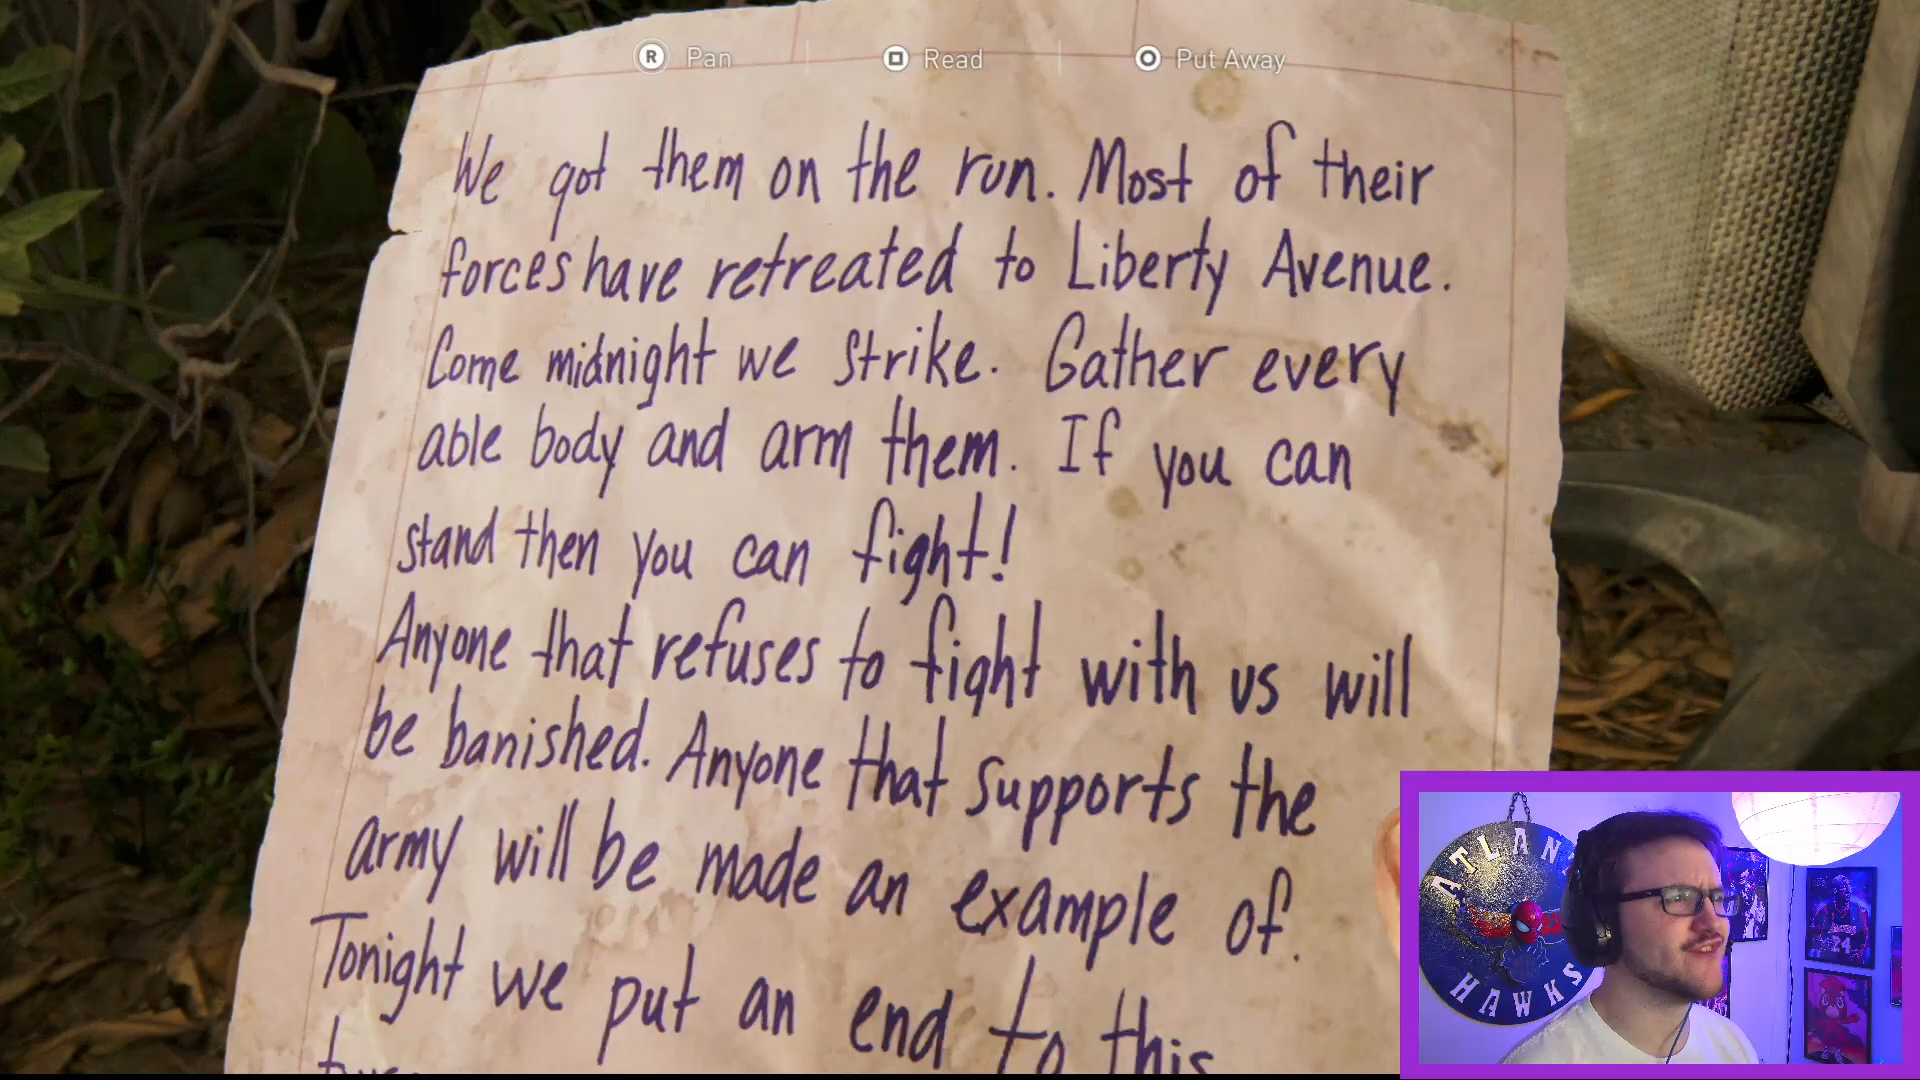 R Pan
Read
Put Away
We got them on the run. Most of their
forces have retreated to Liberty Avenue.
Come midnight we strike. Gather every
able body and arm them. If you can
stand then you can fight!
Anyone that refuses to fight with us will
be banished. Anyone that supports the
army will be made an example of.
Tonight we put an end to this
ATLAN
HAWKS
24